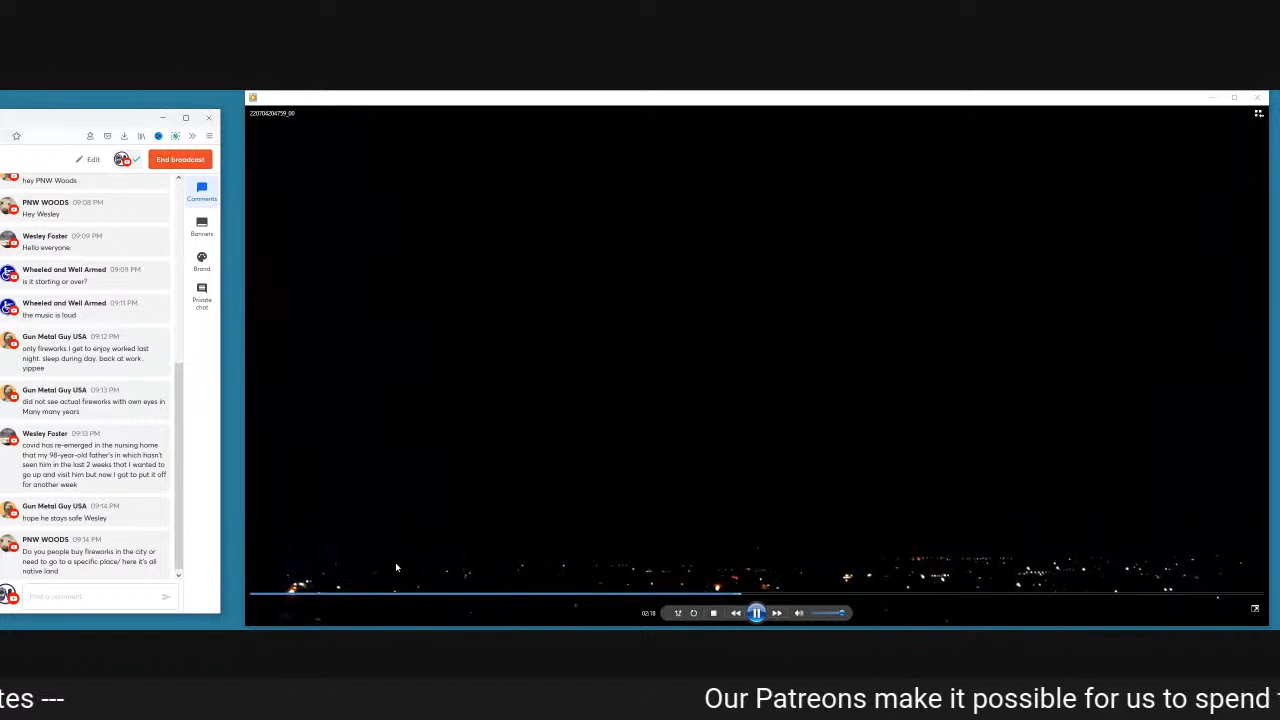 220704204759_00
Edit
End broadcast
hey PNW Woods
PNW WOODS 09:08 PM
Hey Wesley
Wesley Foster 09:09 PM
Hello everyone.
Wheeled and Well Armed 09:09 PM
is it starting or over?
Wheeled and Well Armed 09:11 PM
the music is loud
Gun Metal Guy USA 09:12 PM
only fireworks I get to enjoy worked last
night. sleep during day. back at work .
yippee
Gun Metal Guy USA 09:13 PM
did not see actual fireworks with own eyes in
Many many years
Wesley Foster 09:13 PM
covid has re-emerged in the nursing home
that my 98-year-old father's in which hasn't
seen him in the last 2 weeks that I wanted to
go up and visit him but now I got to put it off
for another week
Gun Metal Guy USA 09:14 PM
hope he stays safe Wesley
PNW WOODS 09:14 PM
Do you people buy fireworks in the city or
need to go to a specific place/ here it's all
native land
Post a comment
Comments
Banners
Brand
Private
chat
02:18
tes --- Our Patreons make it possible for us to spend